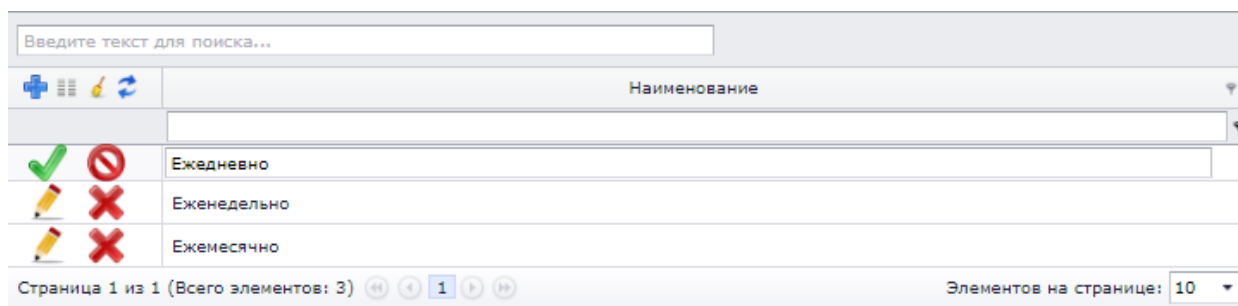 Введите текст для поиска...
Наименование
Ежедневно
Еженедельно
Ежемесячно
Страница 1 из 1 (Всего элементов: 3) 1 Элементов на странице: 10